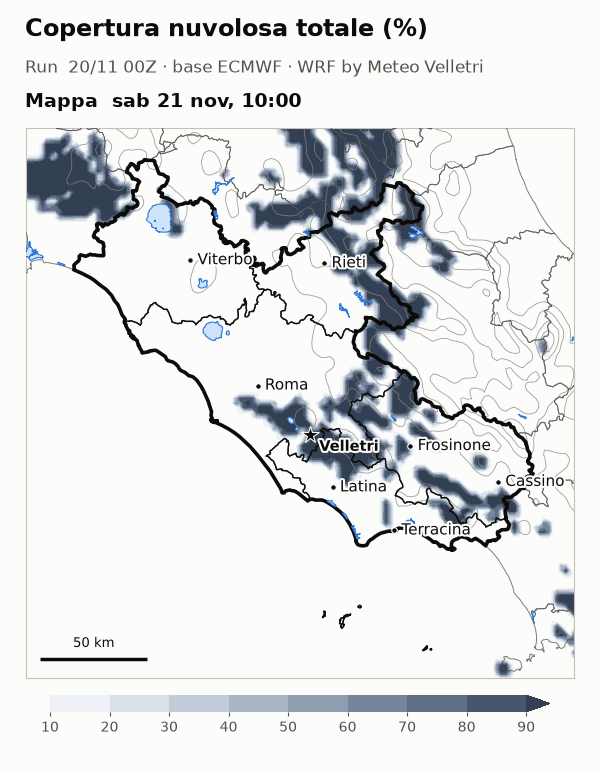 Copertura nuvolosa totale (%)
Run  20/11 00Z · base ECMWF · WRF by Meteo Velletri
Mappa  sab 21 nov, 10:00
Viterbo
Rieti
Roma
Velletri
Frosinone
Cassino
Latina
Terracina
50 km
10 20 30 40 50 60 70 80 90